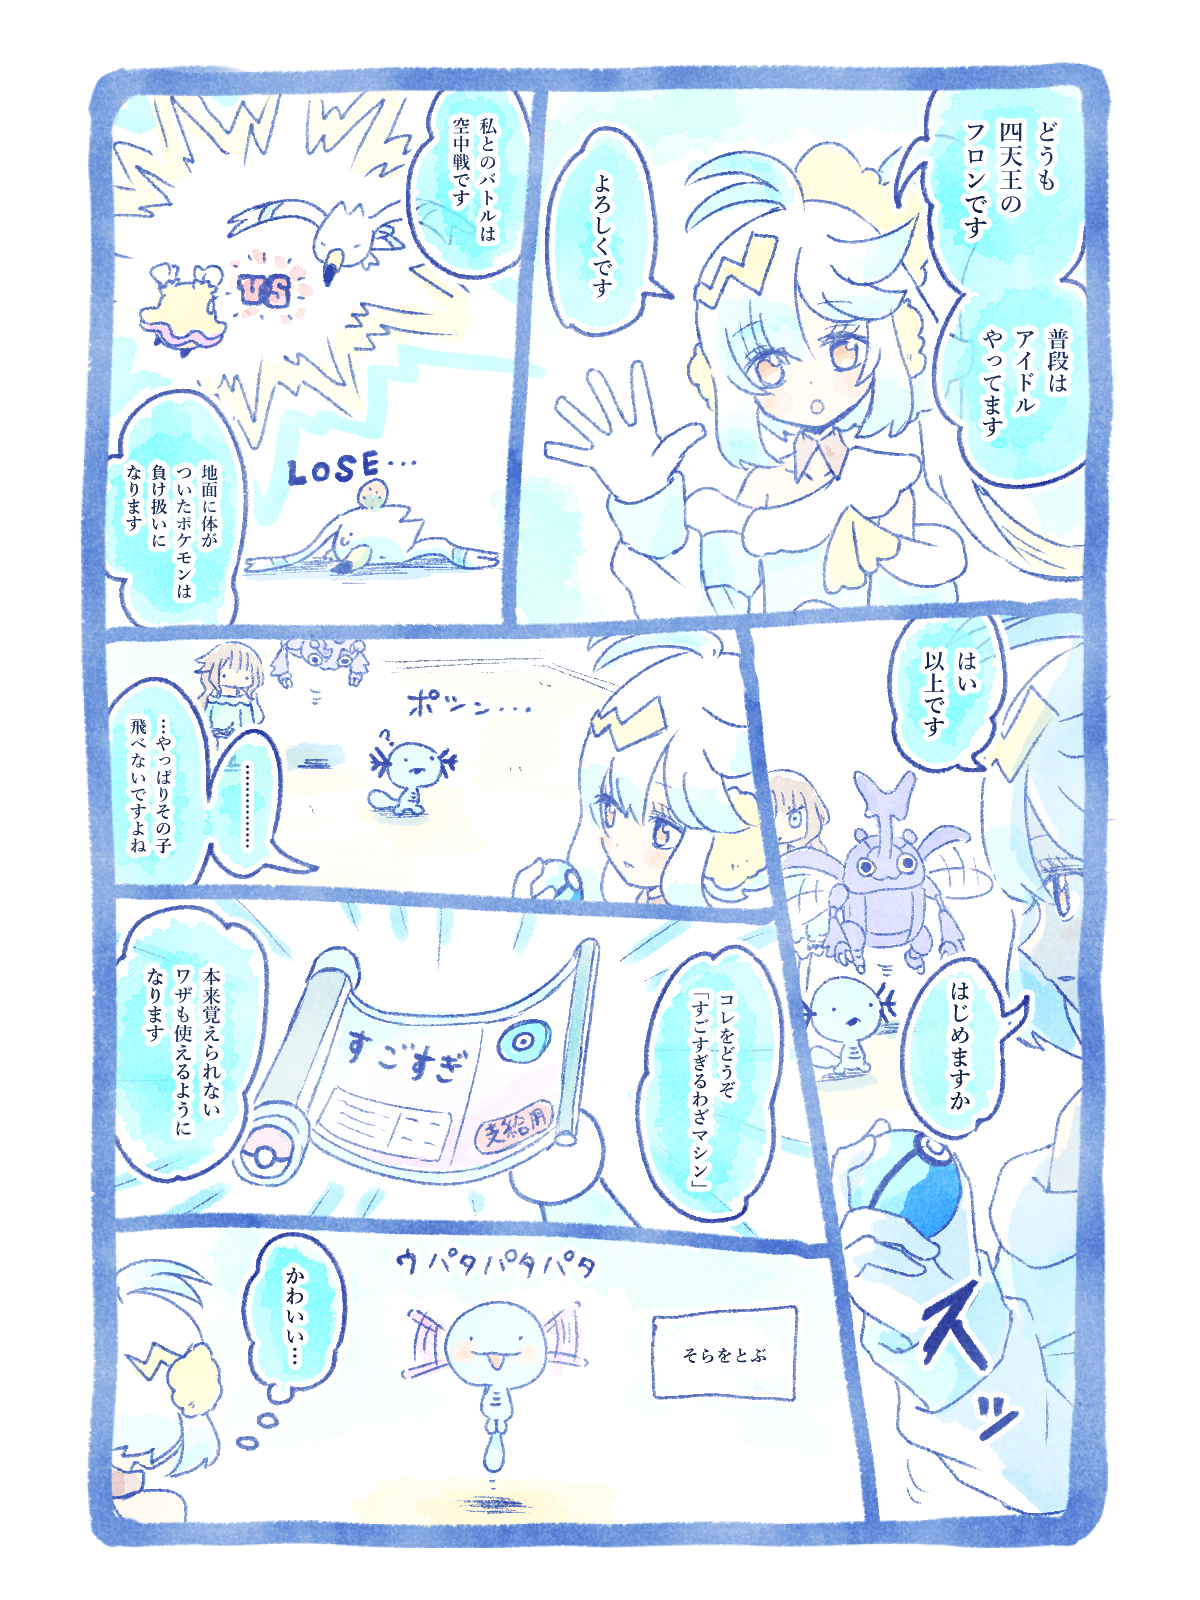 どうも
四天王の
フロンです
普段は
アイドル
やってます
よろしくです
私とのバトルは
空中戦です
VS
LOSE…
地面に体が
ついたポケモンは
負け扱いに
なります
はい
以上です
はじめますか
スッ
ポツン...
?
…………
…やっぱりその子
飛べないですよね
コレをどうぞ
「すごすぎるわざマシン」
すごすぎ
支給用
本来覚えられない
ワザも使えるように
なります
そらをとぶ
ウパタパタパタ
かわいい…